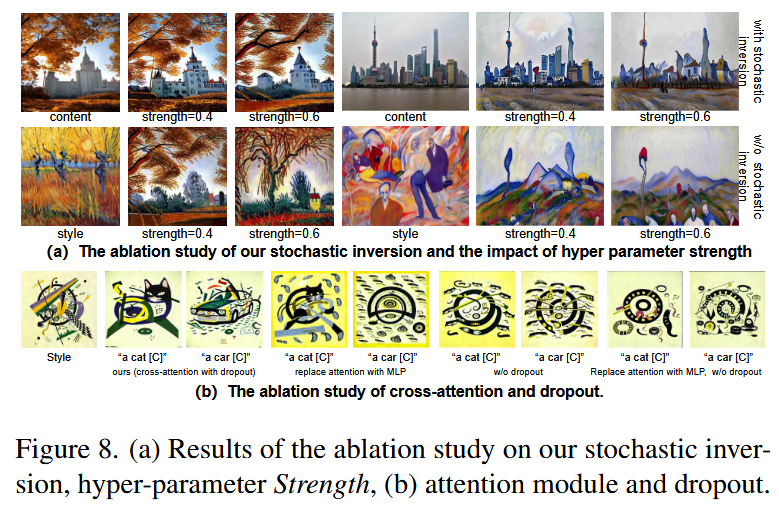 content strength=0.4 strength=0.6 content strength=0.4 strength=0.6
with stochastic
inversion
style strength=0.4 strength=0.6 style strength=0.4 strength=0.6
w/o stochastic
inversion
(a) The ablation study of our stochastic inversion and the impact of hyper parameter strength
Style "a cat [C]" "a car [C]" "a cat [C]" "a car [C]" "a cat [C]" "a car [C]" "a cat [C]" "a car [C]"
ours (cross-attention with dropout) replace attention with MLP w/o dropout Replace attention with MLP, w/o dropout
(b) The ablation study of cross-attention and dropout.
Figure 8. (a) Results of the ablation study on our stochastic inver-
sion, hyper-parameter Strength, (b) attention module and dropout.